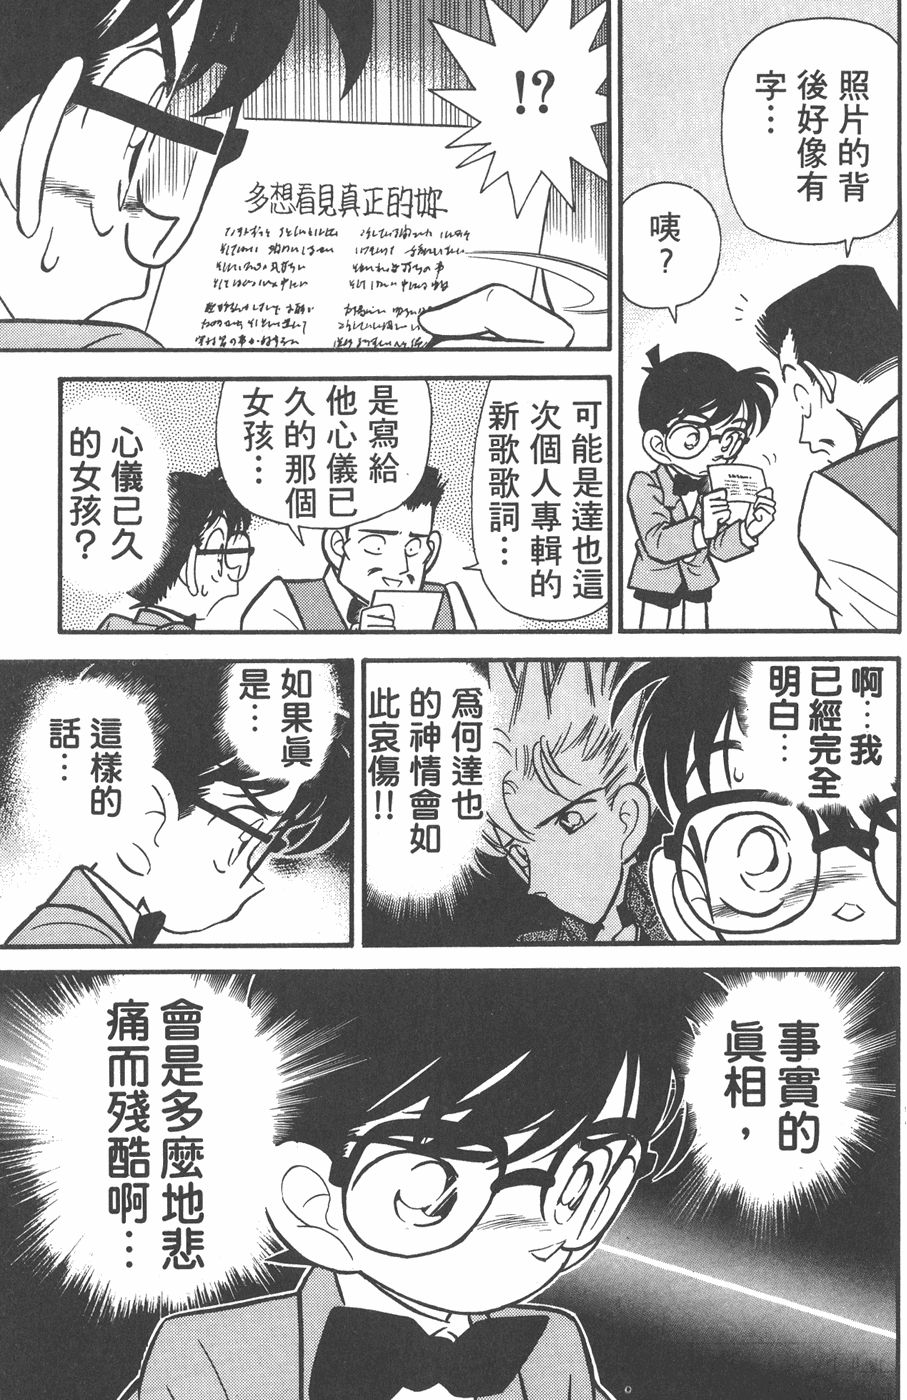 照片的背
後好像有
字…
咦？
!?
多想看見真正的妳
可能是達也這
次個人專輯的
新歌歌詞…
是寫給
他心儀已
久的那個
女孩…
心儀已久
的女孩？
啊…我
已經完全
明白…
爲何達也
的神情會如
此哀傷!!
如果眞
是…
這樣的
話…
事實的
眞相，
會是多麼地悲
痛而殘酷啊…